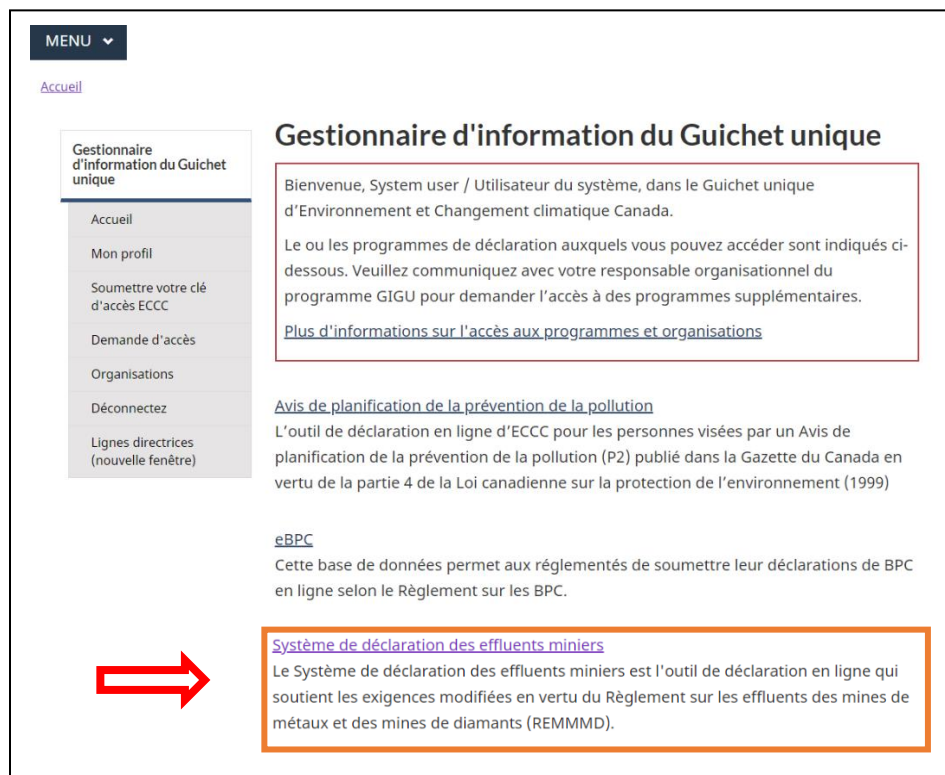 MENU
Accueil
Gestionnaire
d'information du Guichet
unique
Accueil
Mon profil
Soumettre votre clé
d'accès ECCC
Demande d'accès
Organisations
Déconnectez
Lignes directrices
(nouvelle fenêtre)
Gestionnaire d'information du Guichet unique
Bienvenue, System user / Utilisateur du système, dans le Guichet unique
d’Environnement et Changement climatique Canada.
Le ou les programmes de déclaration auxquels vous pouvez accéder sont indiqués ci-
dessous. Veuillez communiquez avec votre responsable organisationnel du
programme GIGU pour demander l’accès à des programmes supplémentaires.
Plus d'informations sur l'accès aux programmes et organisations
Avis de planification de la prévention de la pollution
L’outil de déclaration en ligne d’ECCC pour les personnes visées par un Avis de
planification de la prévention de la pollution (P2) publié dans la Gazette du Canada en
vertu de la partie 4 de la Loi canadienne sur la protection de l’environnement (1999)
eBPC
Cette base de données permet aux réglementés de soumettre leur déclarations de BPC
en ligne selon le Règlement sur les BPC.
Système de déclaration des effluents miniers
Le Système de déclaration des effluents miniers est l'outil de déclaration en ligne qui
soutient les exigences modifiées en vertu du Règlement sur les effluents des mines de
métaux et des mines de diamants (REMMMD).